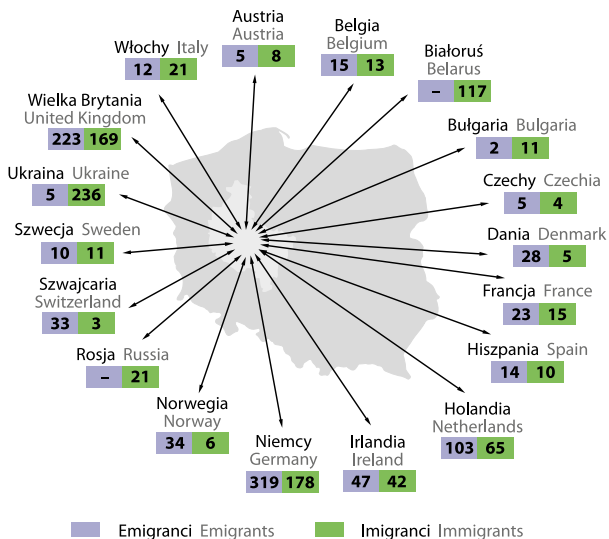 Austria
Austria
5 8
Belgia
Belgium
15 13
Białoruś
Belarus
– 117
Bułgaria Bulgaria
2 11
Czechy Czechia
5 4
Dania Denmark
28 5
Francja France
23 15
Hiszpania Spain
14 10
Holandia
Netherlands
103 65
Irlandia
Ireland
47 42
Niemcy
Germany
319 178
Norwegia
Norway
34 6
Rosja Russia
– 21
Szwajcaria
Switzerland
33 3
Szwecja Sweden
10 11
Ukraina Ukraine
5 236
Wielka Brytania
United Kingdom
223 169
Włochy Italy
12 21
Emigranci Emigrants
Imigranci Immigrants